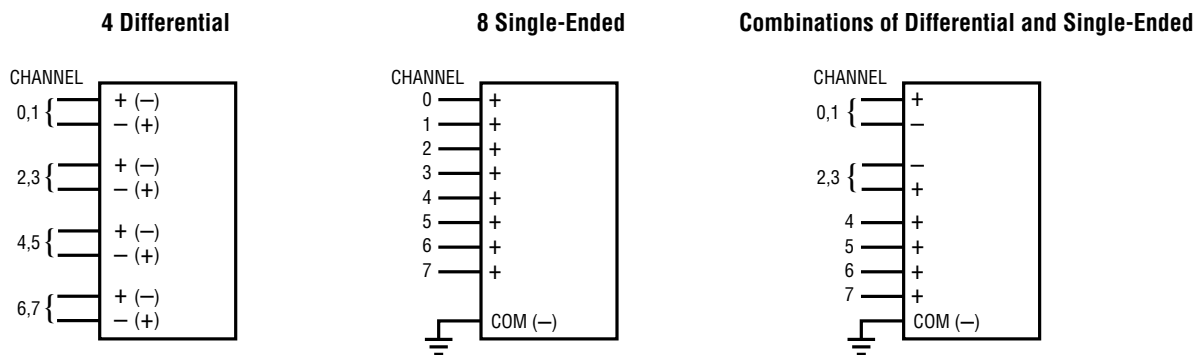 4 Differential
CHANNEL
0,1 { + (–)
– (+)
2,3 { + (–)
– (+)
4,5 { + (–)
– (+)
6,7 { + (–)
– (+)
8 Single-Ended
CHANNEL
0 +
1 +
2 +
3 +
4 +
5 +
6 +
7 +
COM (–)
Combinations of Differential and Single-Ended
CHANNEL
0,1 { +
–
2,3 { –
+
4 +
5 +
6 +
7 +
COM (–)